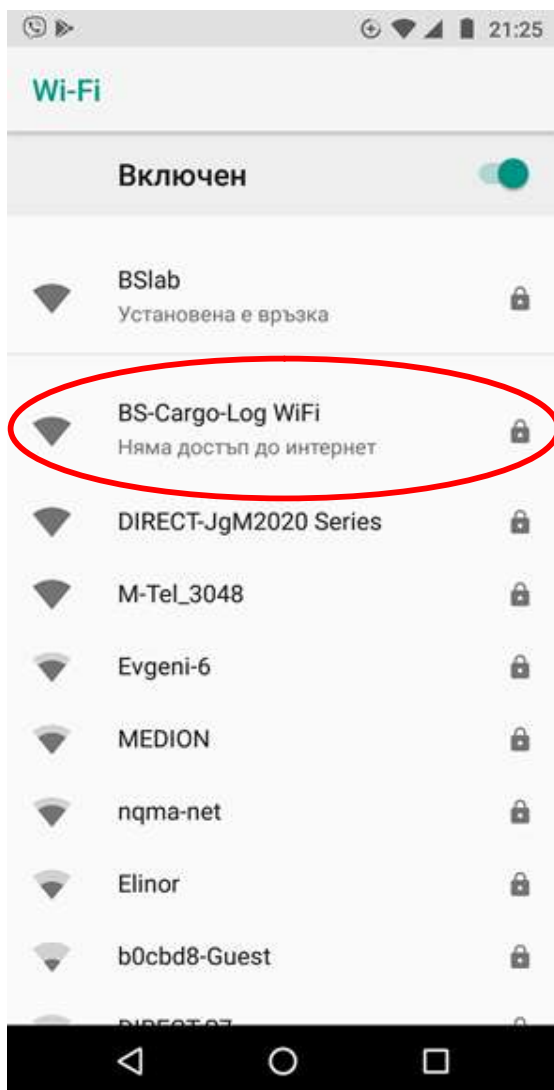 21:25
Wi-Fi
Включен
BSlab
Установена е връзка
BS-Cargo-Log WiFi
Няма достъп до интернет
DIRECT-JgM2020 Series
M-Tel_3048
Evgeni-6
MEDION
nqma-net
Elinor
b0cbd8-Guest